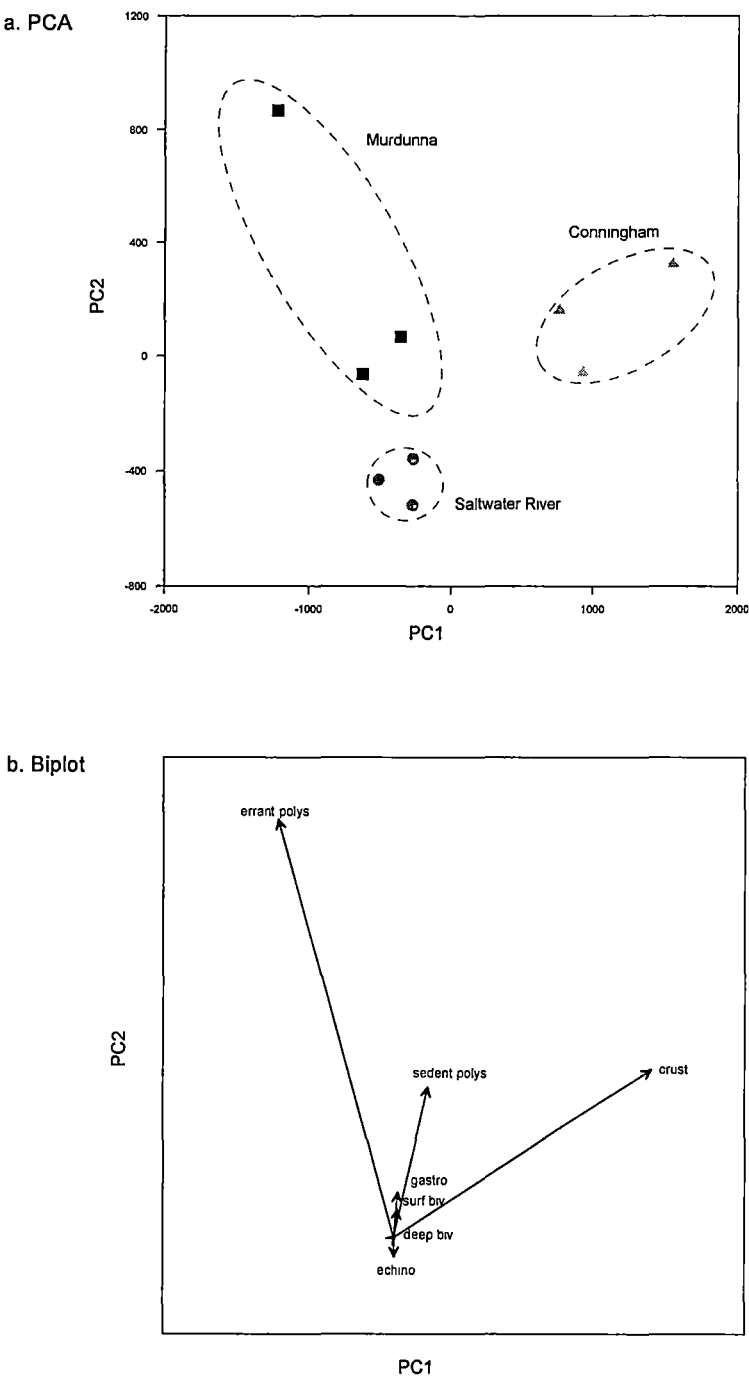 a. PCA
1200
800
Murdunna
Conningham
400
PC2
0
-400
Saltwater River
-800
-2000 -1000 0 1000 2000
PC1
b. Biplot
errant polys
PC2
sedent polys
crust
gastro
surf biv
deep biv
echino
PC1